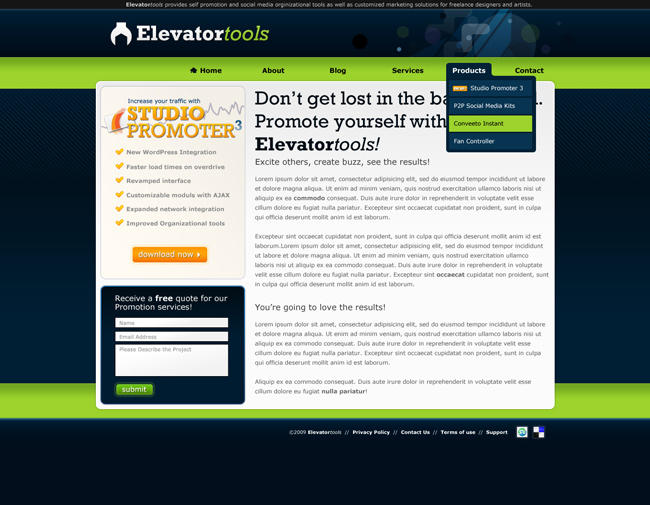 Elevatortools provides self promotion and social media orginizational tools as well as customized marketing solutions for freelance designers and artists.
Elevatortools
Home About Blog Services Products Contact
Studio Promoter 3
P2P Social Media Kits
Conveeto Instant
Fan Controller
Increase your traffic with
STUDIO
PROMOTER 3
New WordPress Integration
Faster load times on overdrive
Revamped interface
Customizable moduls with AJAX
Expanded network integration
Improved Organizational tools
download now
Receive a free quote for our
Promotion services!
Name
Email Address
Please Describe the Project
submit
Don't get lost in the
Promote yourself with
Elevatortools!
Excite others, create buzz, see the results!
Lorem ipsum dolor sit amet, consectetur adipisicing elit, sed do eiusmod tempor incididunt ut labore
et dolore magna aliqua. Ut enim ad minim veniam, quis nostrud exercitation ullamco laboris nisi ut
aliquip ex ea commodo consequat. Duis aute irure dolor in reprehenderit in voluptate velit esse
cillum dolore eu fugiat nulla pariatur. Excepteur sint occaecat cupidatat non proident, sunt in culpa
qui officia deserunt mollit anim id est laborum.
Excepteur sint occaecat cupidatat non proident, sunt in culpa qui officia deserunt mollit anim id est
laborum.Lorem ipsum dolor sit amet, consectetur adipisicing elit, sed do eiusmod tempor incididunt
ut labore et dolore magna aliqua. Ut enim ad minim veniam, quis nostrud exercitation ullamco
laboris nisi ut aliquip ex ea commodo consequat. Duis aute irure dolor in reprehenderit in voluptate
velit esse cillum dolore eu fugiat nulla pariatur. Excepteur sint occaecat cupidatat non proident, sunt
in culpa qui officia deserunt mollit anim id est laborum.
You're going to love the results!
Lorem ipsum dolor sit amet, consectetur adipisicing elit, sed do eiusmod tempor incididunt ut labore
et dolore magna aliqua. Ut enim ad minim veniam, quis nostrud exercitation ullamco laboris nisi ut
aliquip ex ea commodo consequat. Duis aute irure dolor in reprehenderit in voluptate velit esse
cillum dolore eu fugiat nulla pariatur. Excepteur sint occaecat cupidatat non proident, sunt in culpa
qui officia deserunt mollit anim id est laborum.
Aliquip ex ea commodo consequat. Duis aute irure dolor in reprehenderit in voluptate velit esse
cillum dolore eu fugiat nulla pariatur!
©2009 Elevatortools // Privacy Policy // Contact Us // Terms of use // Support